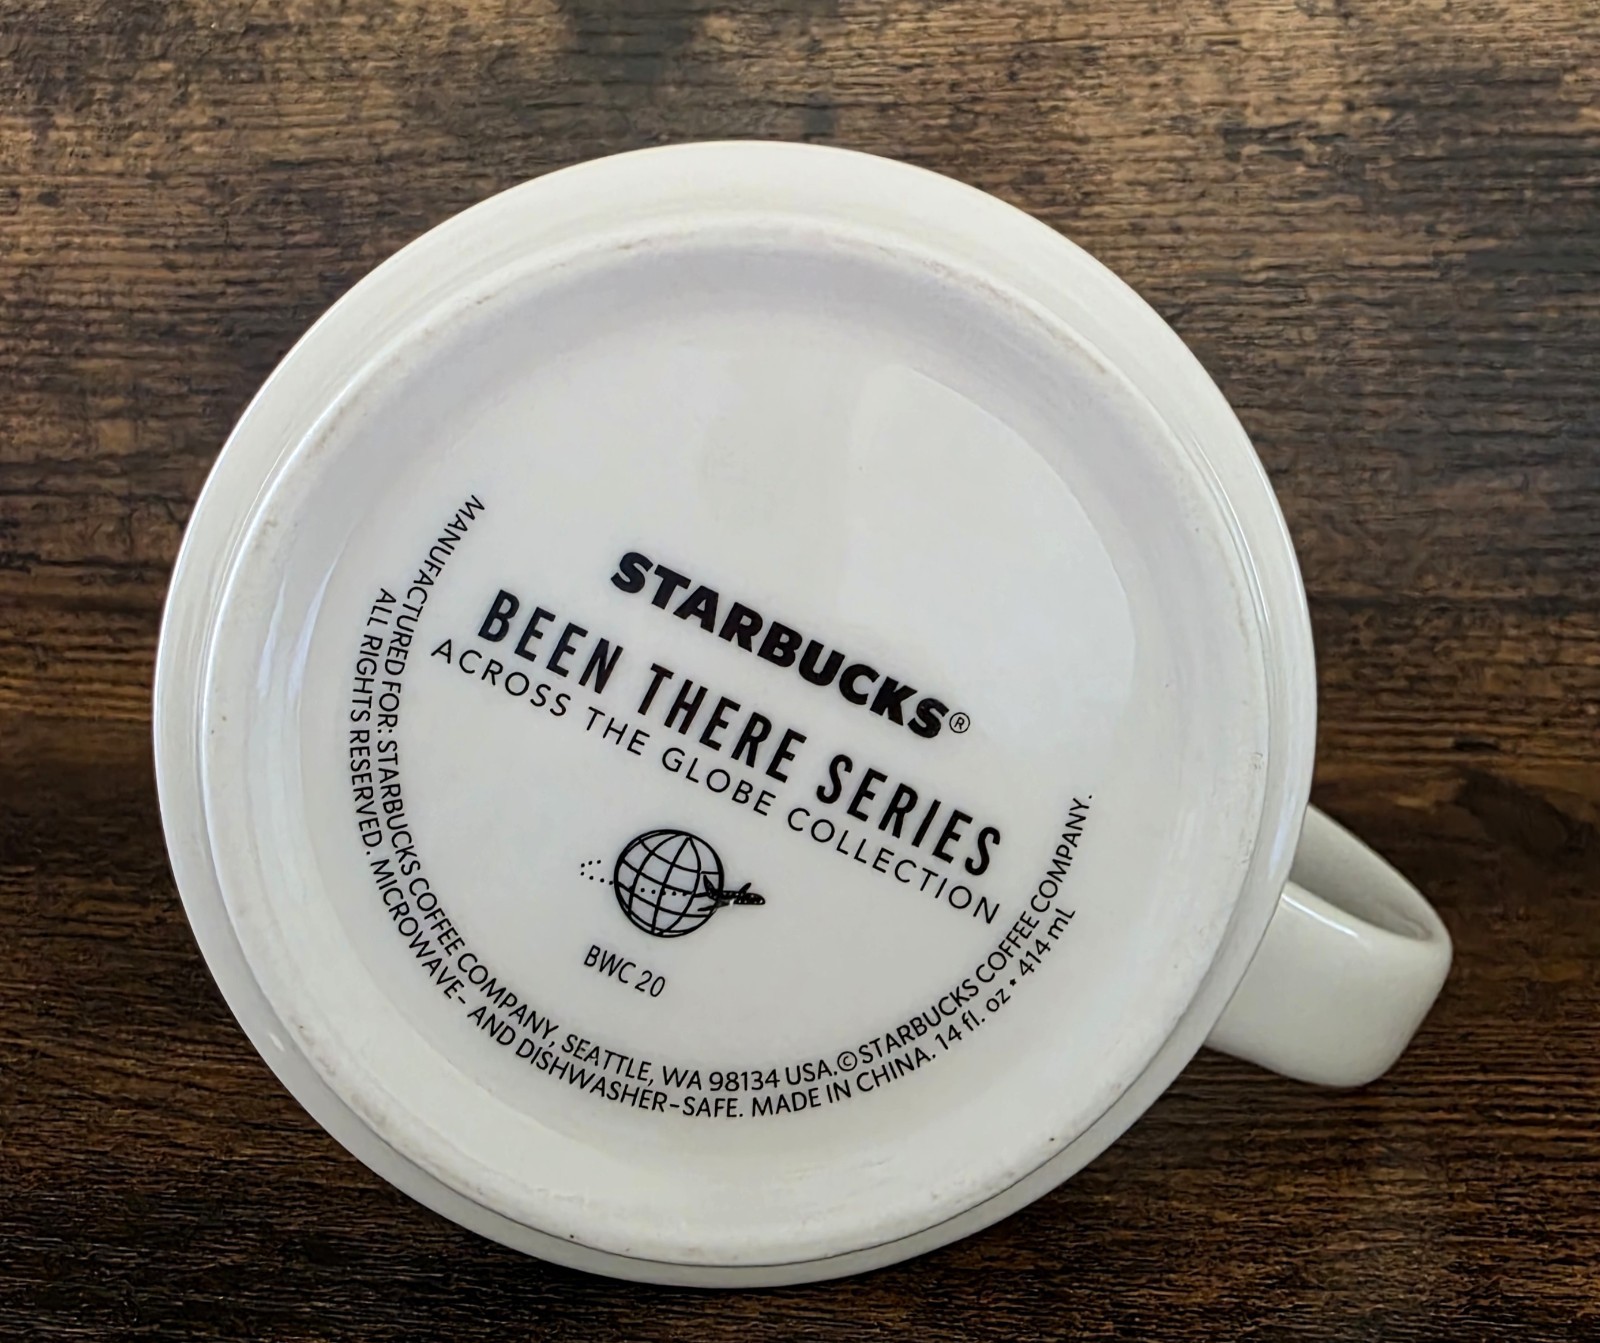 STARBUCKS®
BEEN THERE SERIES
ACROSS THE GLOBE COLLECTION
BWC 20
MANUFACTURED FOR: STARBUCKS COFFEE COMPANY, SEATTLE, WA 98134 USA.©STARBUCKS COFFEE COMPANY.
ALL RIGHTS RESERVED. MICROWAVE- AND DISHWASHER-SAFE. MADE IN CHINA. 14 fl. oz • 414 mL